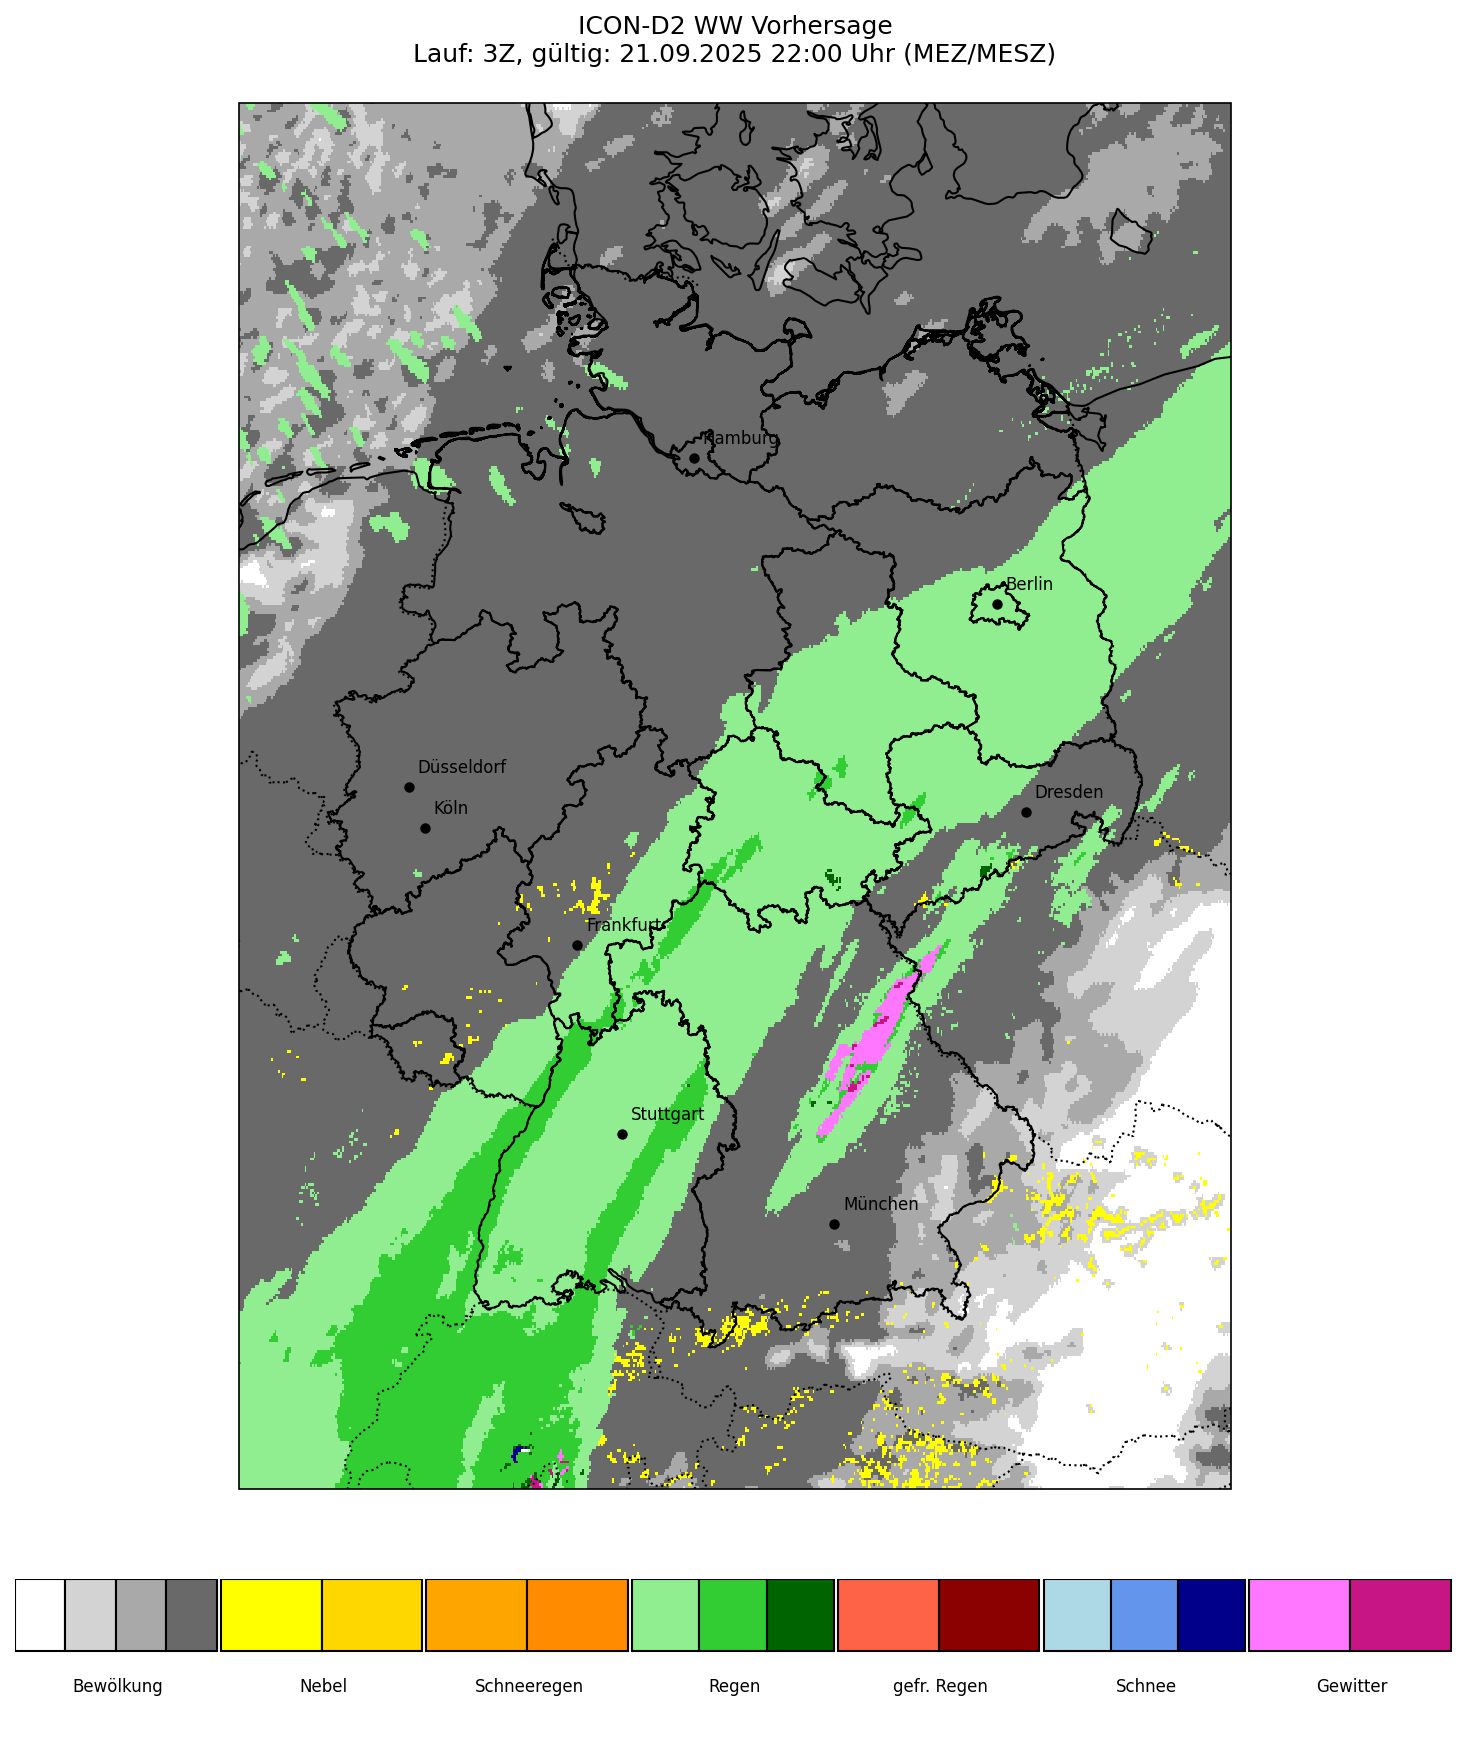 ICON-D2 WW Vorhersage
Lauf: 3Z, gültig: 21.09.2025 22:00 Uhr (MEZ/MESZ)
Hamburg
Berlin
Düsseldorf
Dresden
Köln
Frankfurt
Stuttgart
München
Bewölkung
Nebel
Schneeregen
Regen
gefr. Regen
Schnee
Gewitter